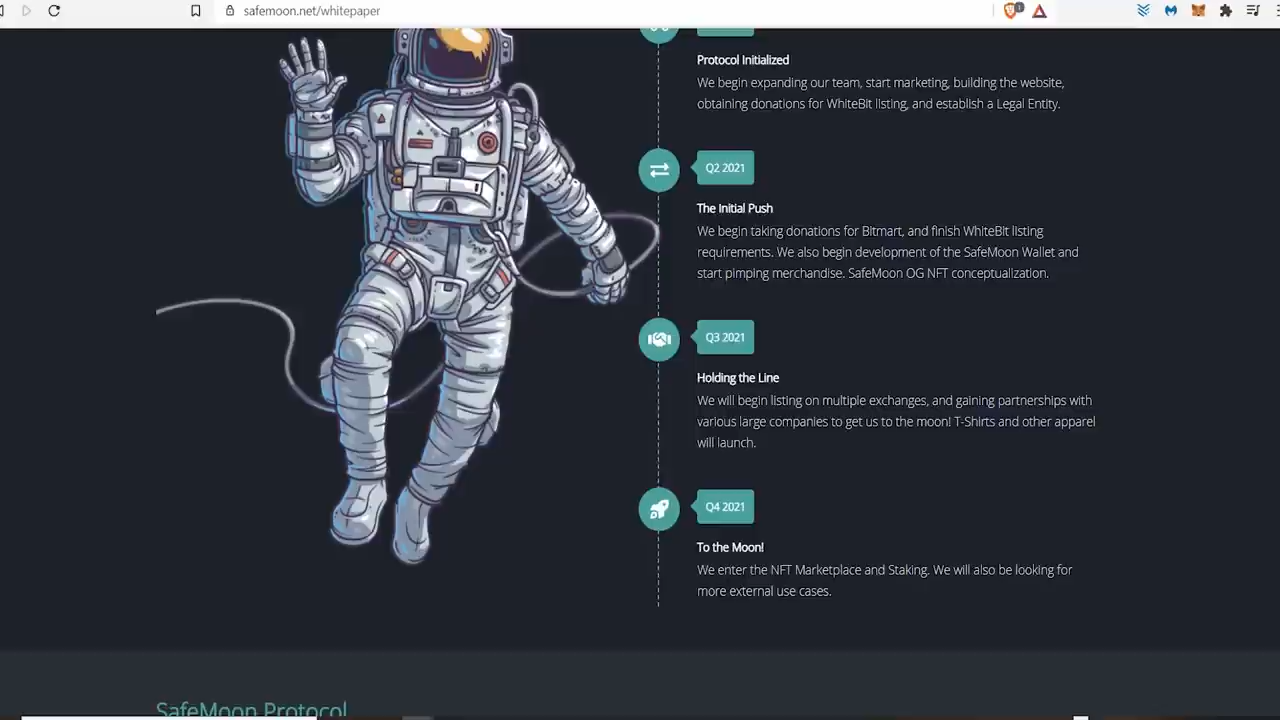 safemoon.net/whitepaper
1
Protocol Initialized
We begin expanding our team, start marketing, building the website,
obtaining donations for WhiteBit listing, and establish a Legal Entity.
Q2 2021
The Initial Push
We begin taking donations for Bitmart, and finish WhiteBit listing
requirements. We also begin development of the SafeMoon Wallet and
start pimping merchandise. SafeMoon OG NFT conceptualization.
Q3 2021
Holding the Line
We will begin listing on multiple exchanges, and gaining partnerships with
various large companies to get us to the moon! T-Shirts and other apparel
will launch.
Q4 2021
To the Moon!
We enter the NFT Marketplace and Staking. We will also be looking for
more external use cases.
SafeMoon Protocol